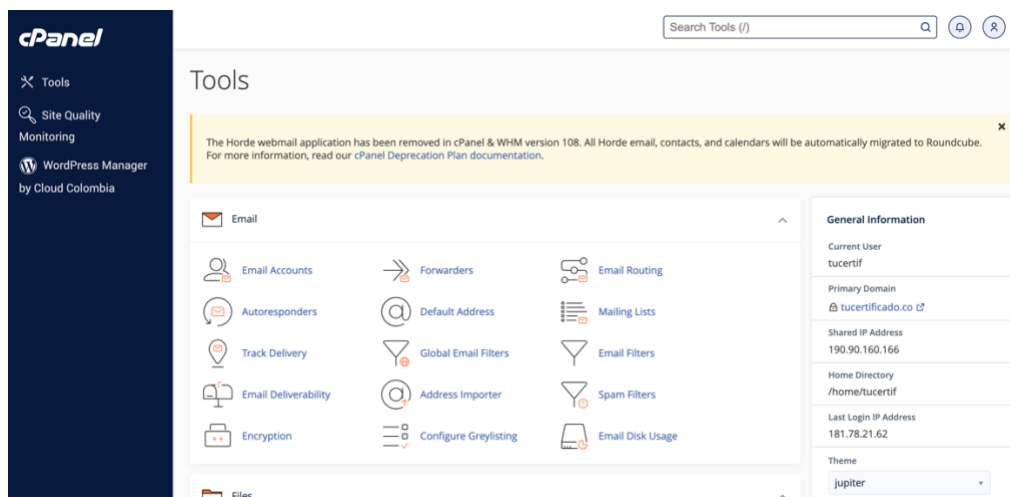 cPanel
Search Tools (/)
Tools
Site Quality
Monitoring
WordPress Manager
by Cloud Colombia
Tools
The Horde webmail application has been removed in cPanel & WHM version 108. All Horde email, contacts, and calendars will be automatically migrated to Roundcube.
For more information, read our cPanel Deprecation Plan documentation.
Email
Email Accounts
Forwarders
Email Routing
Autoresponders
Default Address
Mailing Lists
Track Delivery
Global Email Filters
Email Filters
Email Deliverability
Address Importer
Spam Filters
Encryption
Configure Greylisting
Email Disk Usage
Files
General Information
Current User
tucertif
Primary Domain
tucertificado.co
Shared IP Address
190.90.160.166
Home Directory
/home/tucertif
Last Login IP Address
181.78.21.62
Theme
jupiter